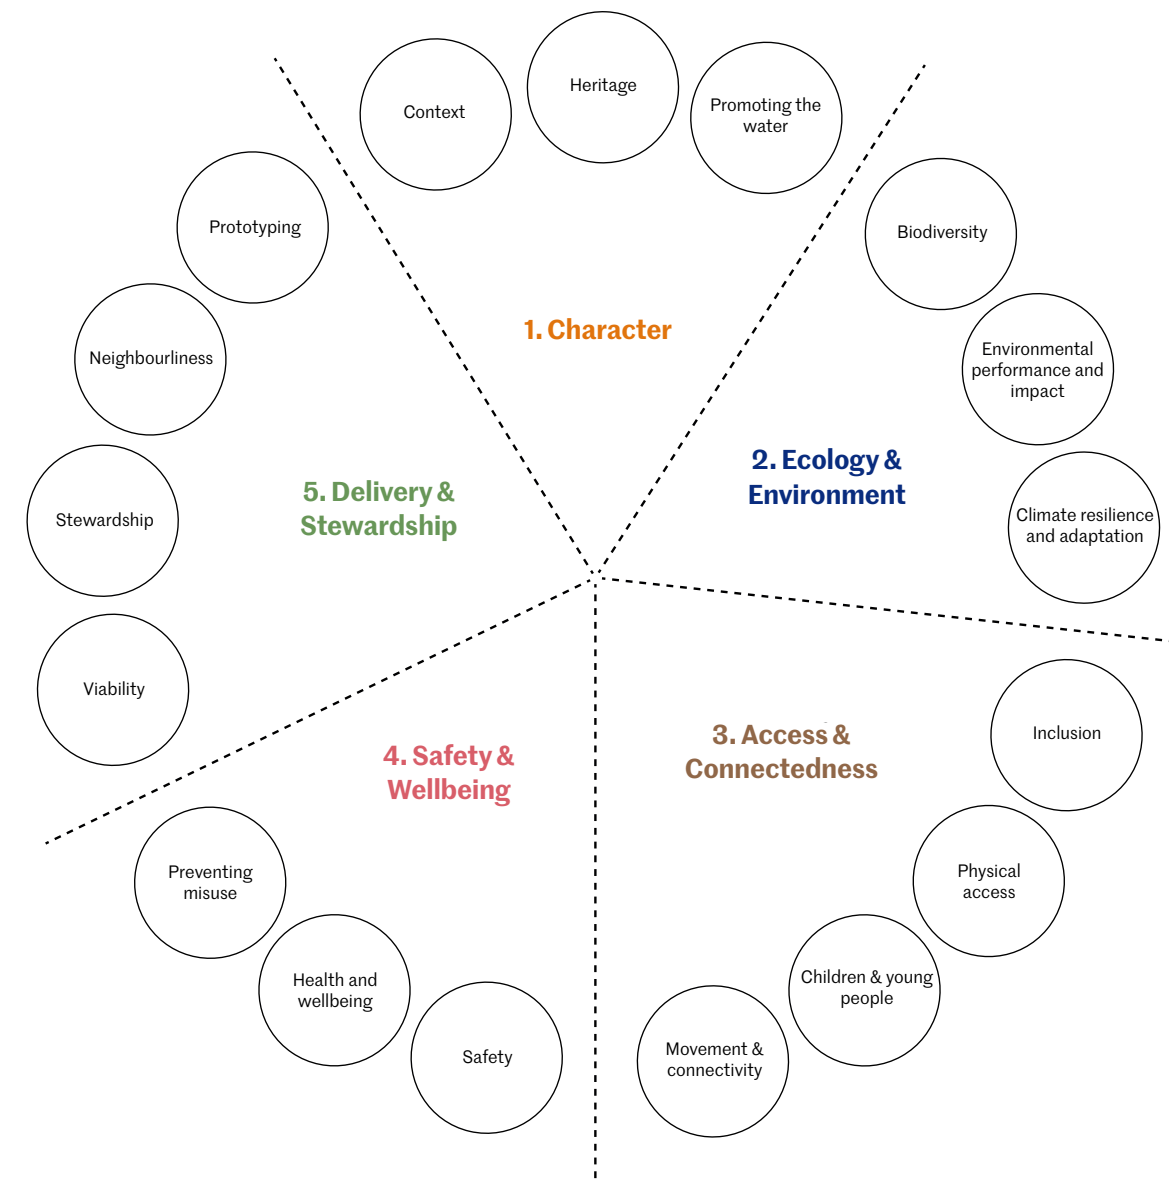 Context
Heritage
Promoting the
water
1. Character
Biodiversity
Environmental
performance and
impact
Climate resilience
and adaptation
2. Ecology &
Environment
Inclusion
Physical
access
Children & young
people
Movement &
connectivity
3. Access &
Connectedness
Safety
Health and
wellbeing
Preventing
misuse
4. Safety &
Wellbeing
Viability
Stewardship
Neighbourliness
Prototyping
5. Delivery &
Stewardship